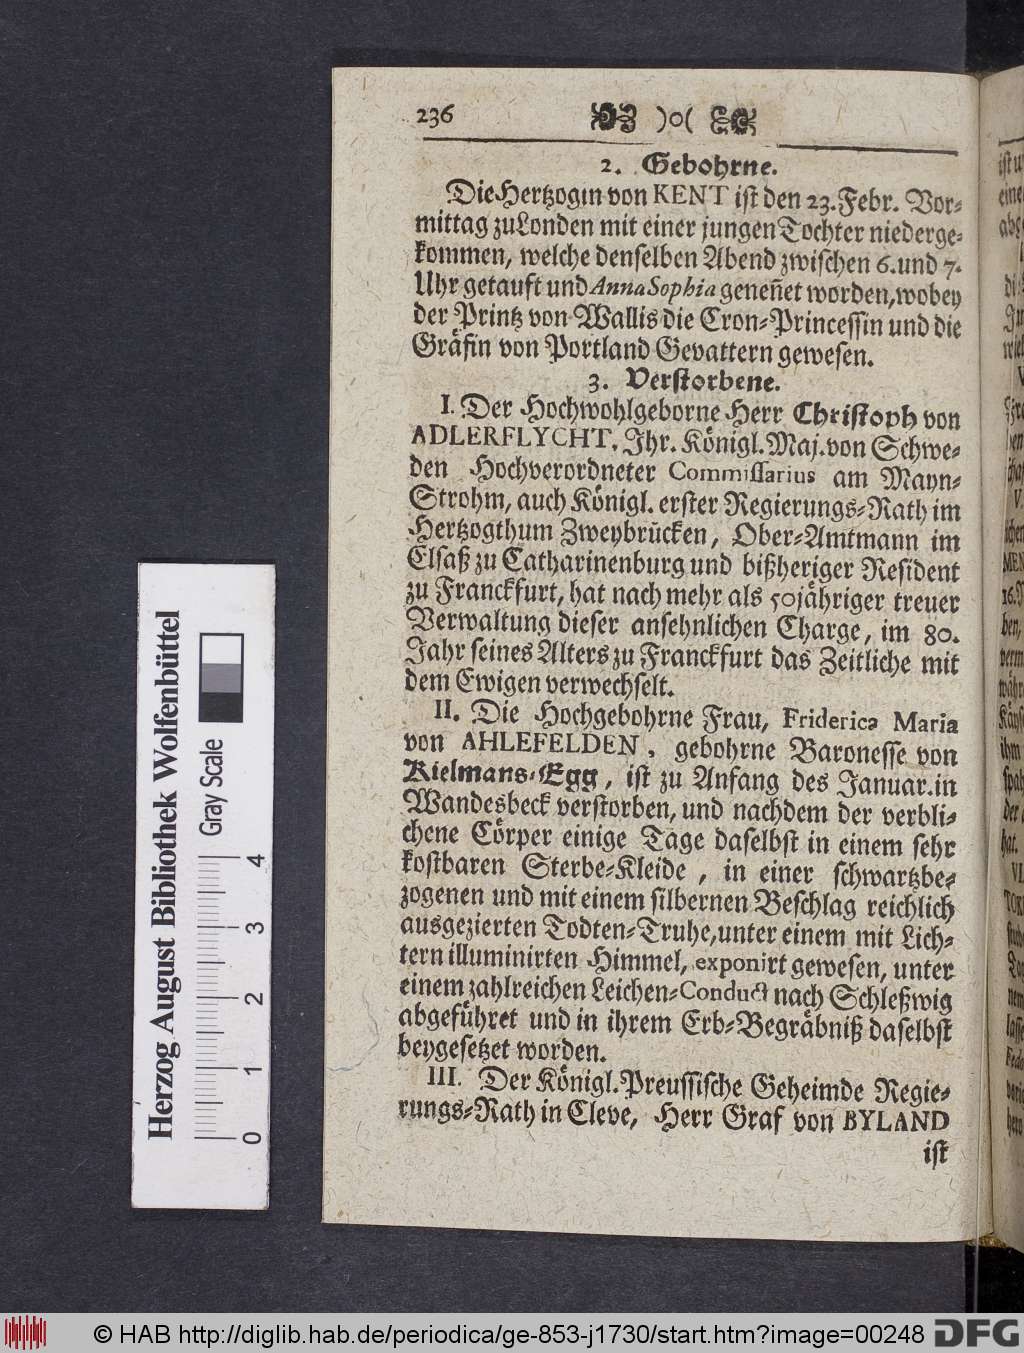 236 )o(
2. Gebohrne.
Die Hertzogin von KENT ist den 23. Febr. Vor-
mittag zu Londen mit einer jungen Tochter niederge-
kommen, welche denselben Abend zwischen 6. und 7.
Uhr getauft und Anna Sophia geneñet worden, wobey
der Printz von Wallis die Cron-Princessin und die
Gräfin von Portland Gevattern gewesen.
3. Verstorbene.
I. Der Hochwohlgeborne Herr Christoph von
ADLERFLYCHT, Ihr. Königl. Maj. von Schwe-
den Hochverordneter Commissarius am Mayn-
Strohm, auch Königl. erster Regierungs-Rath im
Hertzogthum Zweybrücken, Ober-Amtmann im
Elsaß zu Catharinenburg und bißheriger Resident
zu Franckfurt, hat nach mehr als 50jähriger treuer
Verwaltung dieser ansehnlichen Charge, im 80.
Jahr seines Alters zu Franckfurt das Zeitliche mit
dem Ewigen verwechselt.
II. Die Hochgebohrne Frau, Friderica Maria
von AHLEFELDEN, gebohrne Baronesse von
Kielmans-Egg, ist zu Anfang des Januar. in
Wandesbeck verstorben, und nachdem der verbli-
chene Cörper einige Tage daselbst in einem sehr
kostbaren Sterbe-Kleide, in einer schwartzbe-
zogenen und mit einem silbernen Beschlag reichlich
ausgezierten Todten-Truhe, unter einem mit Lich-
tern illuminirten Himmel, exponirt gewesen, unter
einem zahlreichen Leichen-Conduct nach Schleßwig
abgeführet und in ihrem Erb-Begräbniß daselbst
beygesetzet worden.
III. Der Königl. Preussische Geheimde Regie-
rungs-Rath in Cleve, Herr Graf von BYLAND
ist
Herzog August Bibliothek Wolfenbüttel
Gray Scale
0 1 2 3 4
© HAB http://diglib.hab.de/periodica/ge-853-j1730/start.htm?image=00248 DFG